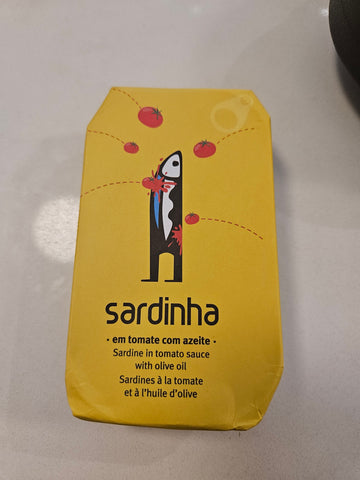 sardinha
• em tomate com azeite •
Sardine in tomato sauce
with olive oil
Sardines à la tomate
et à l'huile d'olive